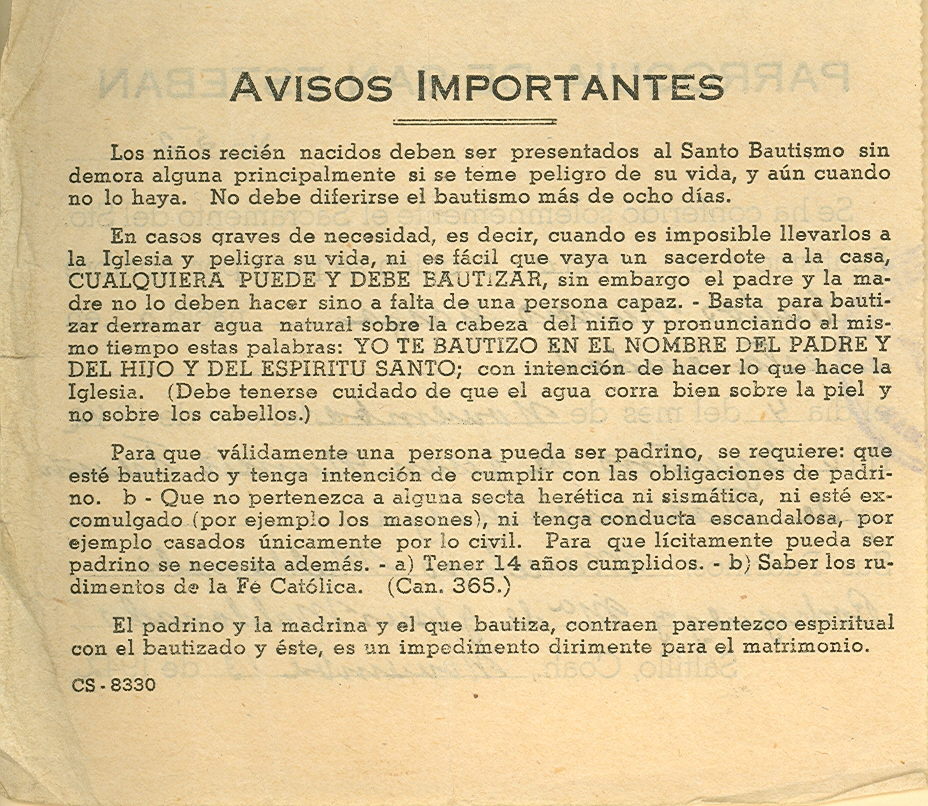 AVISOS IMPORTANTES
Los niños recién nacidos deben ser presentados al Santo Bautismo sin
demora alguna principalmente si se teme peligro de su vida, y aún cuando
no lo haya. No debe diferirse el bautismo más de ocho días.
En casos graves de necesidad, es decir, cuando es imposible llevarlos a
la Iglesia y peligra su vida, ni es fácil que vaya un sacerdote a la casa,
CUALQUIERA PUEDE Y DEBE BAUTIZAR, sin embargo el padre y la ma-
dre no lo deben hacer sino a falta de una persona capaz. - Basta para bauti-
zar derramar agua natural sobre la cabeza del niño y pronunciando al mis-
mo tiempo estas palabras: YO TE BAUTIZO EN EL NOMBRE DEL PADRE Y
DEL HIJO Y DEL ESPIRITU SANTO; con intención de hacer lo que hace la
Iglesia. (Debe tenerse cuidado de que el agua corra bien sobre la piel y
no sobre los cabellos.)
Para que válidamente una persona pueda ser padrino, se requiere: que
esté bautizado y tenga intención de cumplir con las obligaciones de padri-
no. b - Que no pertenezca a alguna secta herética ni sismática, ni esté ex-
comulgado (por ejemplo los masones), ni tenga conducta escandalosa, por
ejemplo casados únicamente por lo civil. Para que lícitamente pueda ser
padrino se necesita además. - a) Tener 14 años cumplidos. - b) Saber los ru-
dimentos de la Fé Católica. (Can. 365.)
El padrino y la madrina y el que bautiza, contraen parentezco espiritual
con el bautizado y éste, es un impedimento dirimente para el matrimonio.
CS - 8330